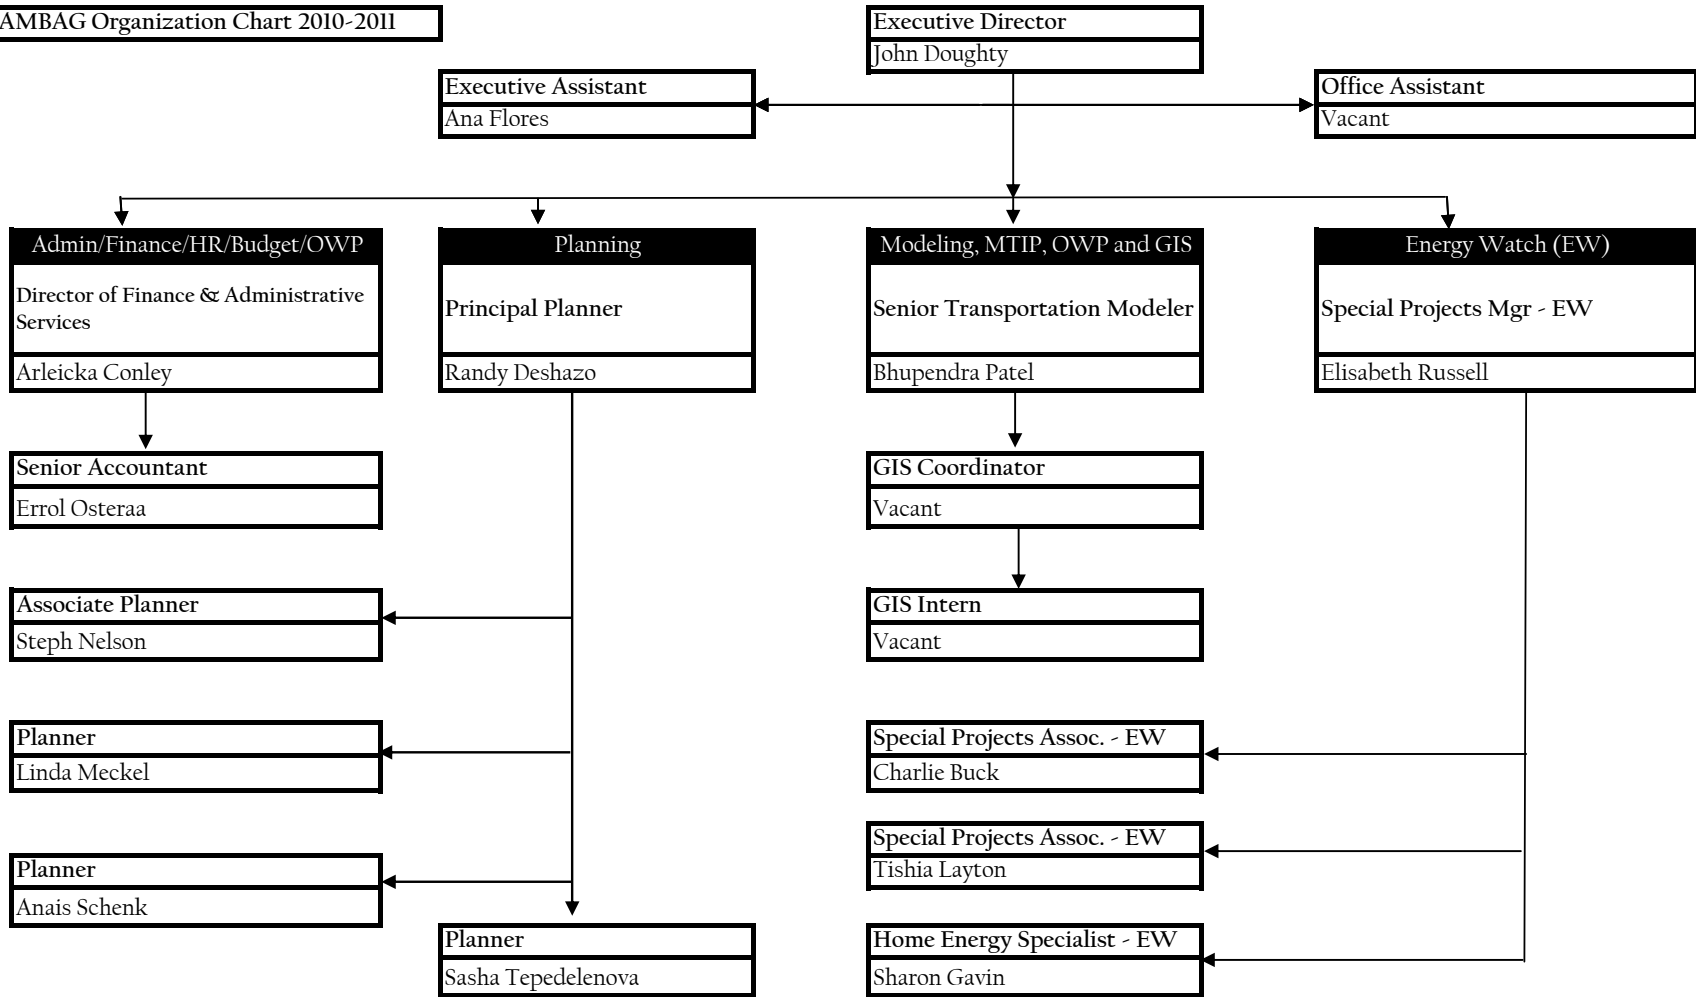 AMBAG Organization Chart 2010-2011
Executive Director
John Doughty
Executive Assistant
Ana Flores
Office Assistant
Vacant
Admin/Finance/HR/Budget/OWP
Director of Finance & Administrative
Services
Arleicka Conley
Planning
Principal Planner
Randy Deshazo
Modeling, MTIP, OWP and GIS
Senior Transportation Modeler
Bhupendra Patel
Energy Watch (EW)
Special Projects Mgr - EW
Elisabeth Russell
Senior Accountant
Errol Osteraa
GIS Coordinator
Vacant
Associate Planner
Steph Nelson
GIS Intern
Vacant
Planner
Linda Meckel
Special Projects Assoc. - EW
Charlie Buck
Special Projects Assoc. - EW
Tishia Layton
Planner
Anais Schenk
Planner
Sasha Tepedelenova
Home Energy Specialist - EW
Sharon Gavin